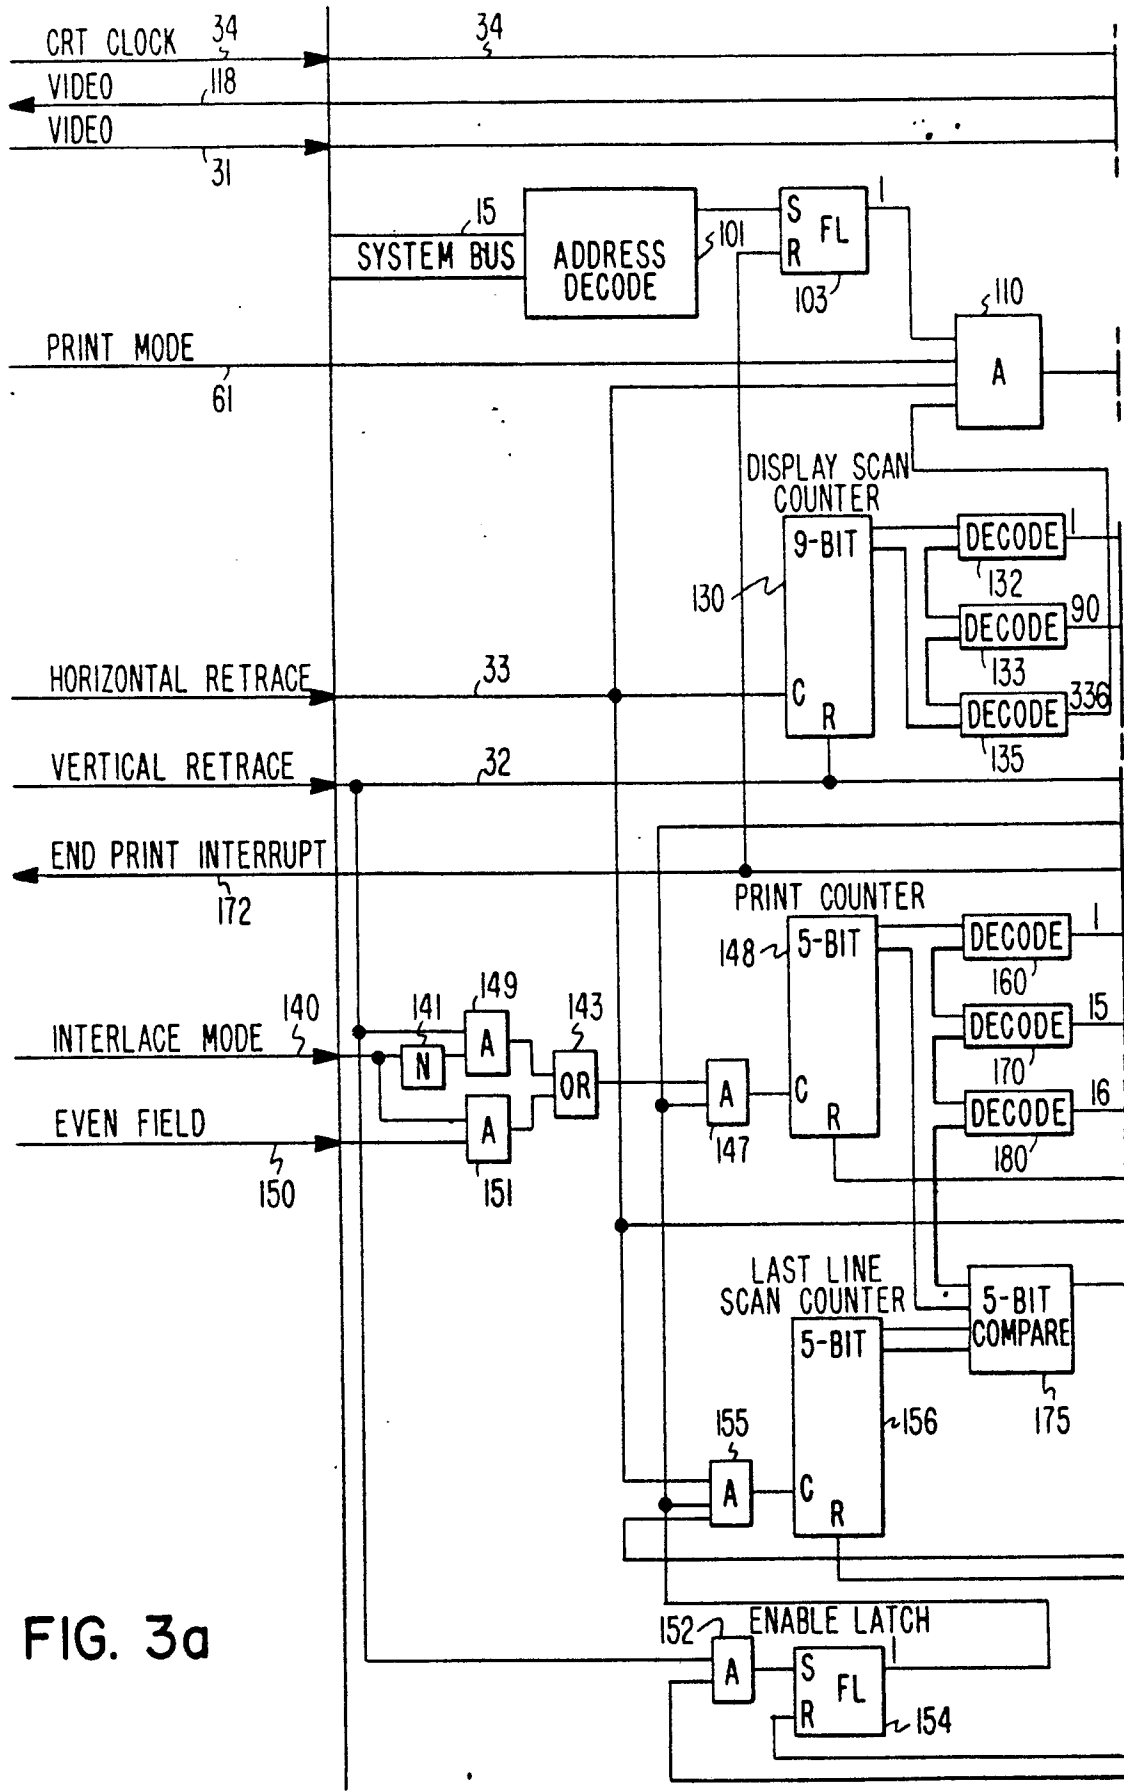 CRT CLOCK 34 34
VIDEO 118
VIDEO
31
15
SYSTEM BUS
ADDRESS
DECODE
101
S FL 1
R
103
110
A
PRINT MODE
61
DISPLAY SCAN
COUNTER
9-BIT
130
C
R
DECODE 1
132
DECODE 90
133
DECODE 336
135
HORIZONTAL RETRACE 33
VERTICAL RETRACE 32
END PRINT INTERRUPT
172
PRINT COUNTER
148 5-BIT
C
R
DECODE 1
160
DECODE 15
170
DECODE 16
180
INTERLACE MODE 140
141
N
149
A
143
OR
A
147
EVEN FIELD
150
A
151
LAST LINE
SCAN COUNTER
5-BIT
156
C
R
5-BIT
COMPARE
175
155
A
152
A
ENABLE LATCH
S FL 1
R
154
FIG. 3a